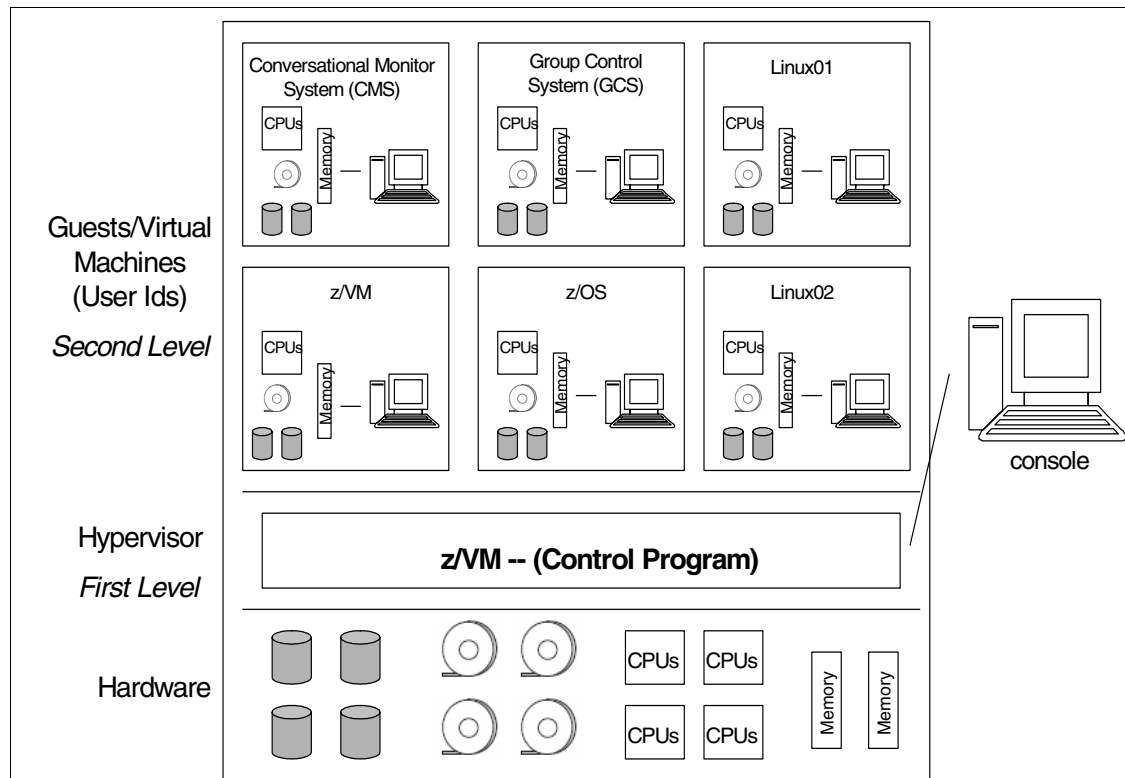 Conversational Monitor
System (CMS)
CPUs
Memory
Group Control
System (GCS)
CPUs
Memory
Linux01
CPUs
Memory
Guests/Virtual
Machines
(User Ids)
Second Level
z/VM
CPUs
Memory
z/OS
CPUs
Memory
Linux02
CPUs
Memory
console
Hypervisor
First Level
z/VM -- (Control Program)
Hardware
CPUs
CPUs
CPUs
CPUs
Memory
Memory